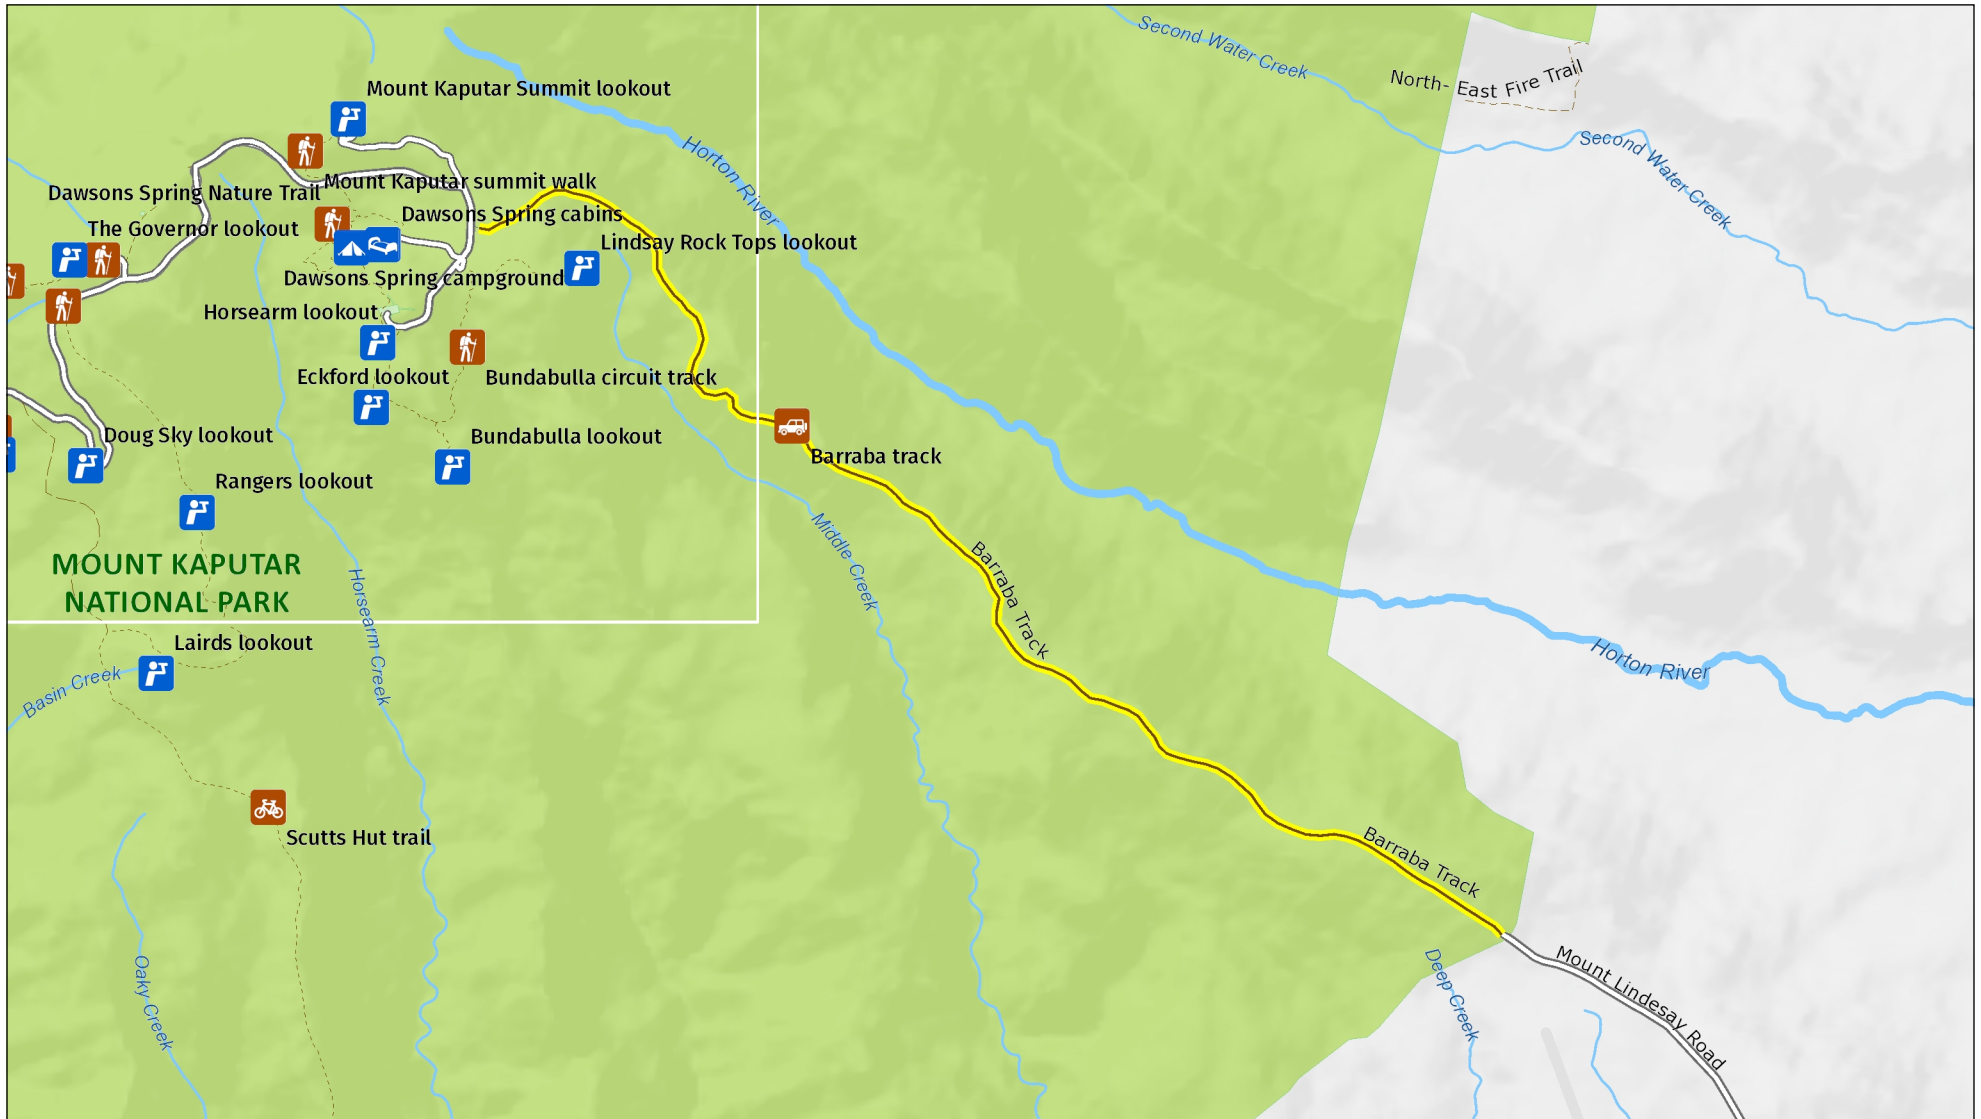 Second Water Creek
North- East Fire Trail
Mount Kaputar Summit lookout
Second Water Creek
Horton River
Mount Kaputar summit walk
Dawsons Spring Nature Trail
Dawsons Spring cabins
The Governor lookout
Lindsay Rock Tops lookout
Dawsons Spring campground
Horsearm lookout
Eckford lookout
Bundabulla circuit track
Doug Sky lookout
Bundabulla lookout
Barraba track
Rangers lookout
Middle Creek
Barraba Track
MOUNT KAPUTAR
NATIONAL PARK
Horsearm Creek
Lairds lookout
Horton River
Basin Creek
Scutts Hut trail
Barraba Track
Oaky Creek
Deep Creek
Mount Lindesay Road